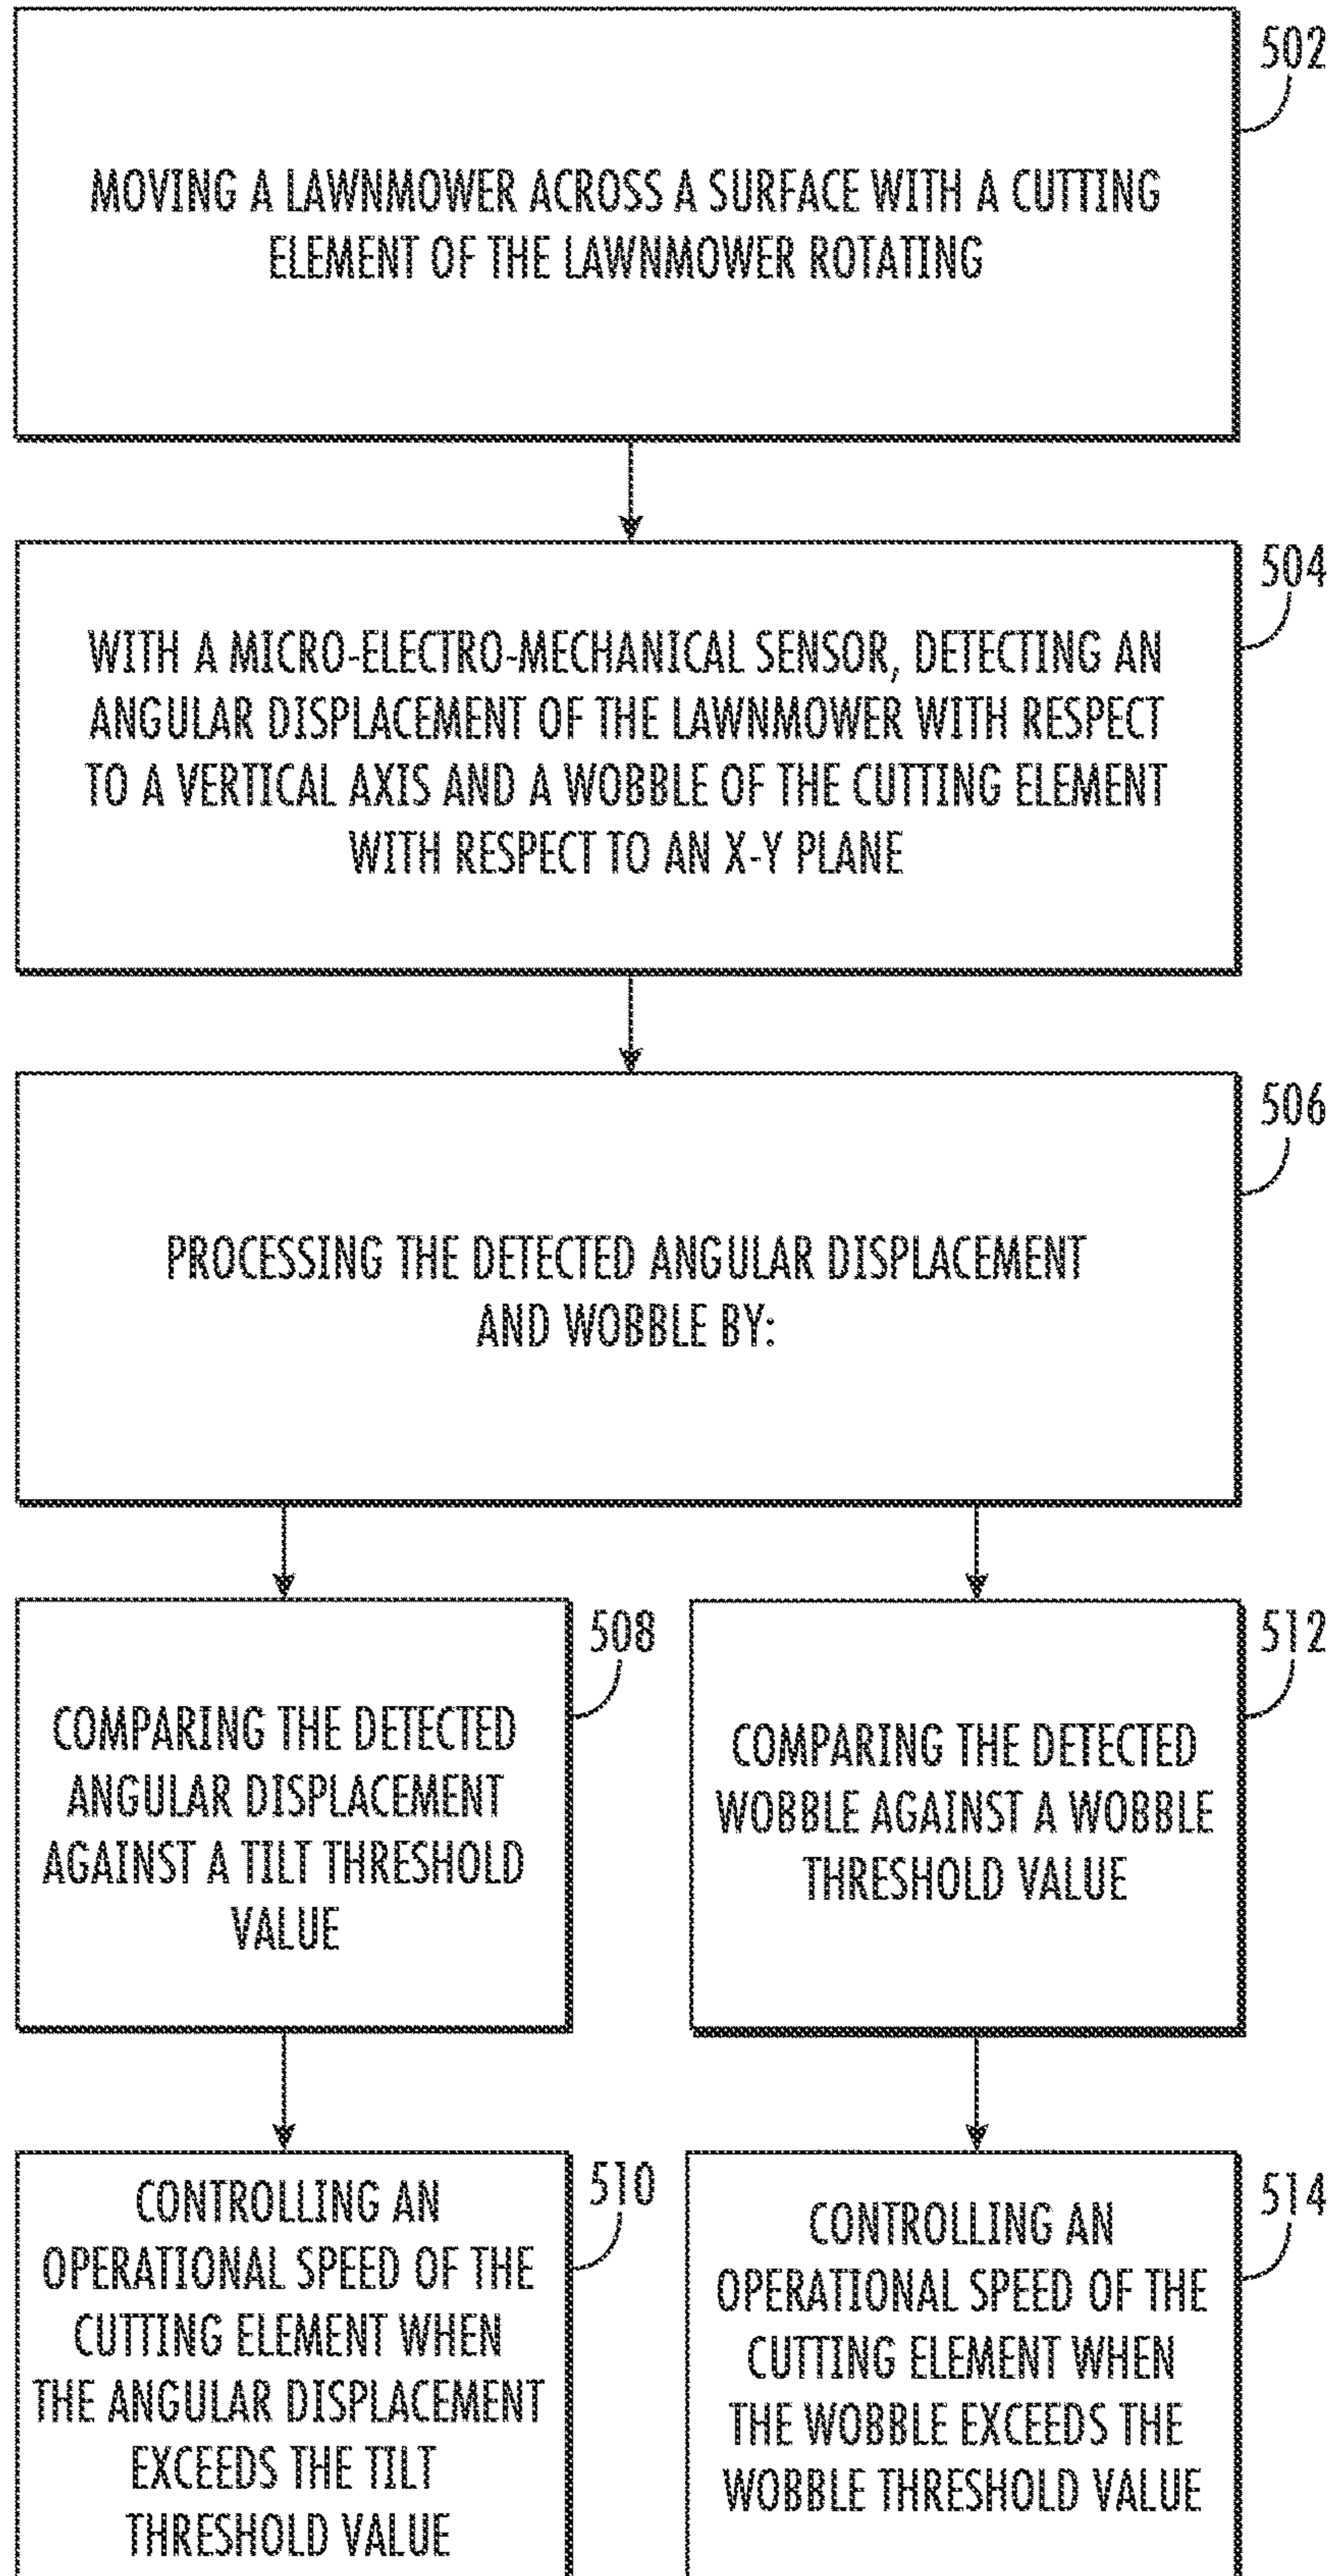 502
MOVING A LAWNMOWER ACROSS A SURFACE WITH A CUTTING
ELEMENT OF THE LAWNMOWER ROTATING
504
WITH A MICRO-ELECTRO-MECHANICAL SENSOR, DETECTING AN
ANGULAR DISPLACEMENT OF THE LAWNMOWER WITH RESPECT
TO A VERTICAL AXIS AND A WOBBLE OF THE CUTTING ELEMENT
WITH RESPECT TO AN X-Y PLANE
506
PROCESSING THE DETECTED ANGULAR DISPLACEMENT
AND WOBBLE BY:
508
COMPARING THE DETECTED
ANGULAR DISPLACEMENT
AGAINST A TILT THRESHOLD
VALUE
512
COMPARING THE DETECTED
WOBBLE AGAINST A WOBBLE
THRESHOLD VALUE
510
CONTROLLING AN
OPERATIONAL SPEED OF THE
CUTTING ELEMENT WHEN
THE ANGULAR DISPLACEMENT
EXCEEDS THE TILT
THRESHOLD VALUE
514
CONTROLLING AN
OPERATIONAL SPEED OF THE
CUTTING ELEMENT WHEN
THE WOBBLE EXCEEDS THE
WOBBLE THRESHOLD VALUE